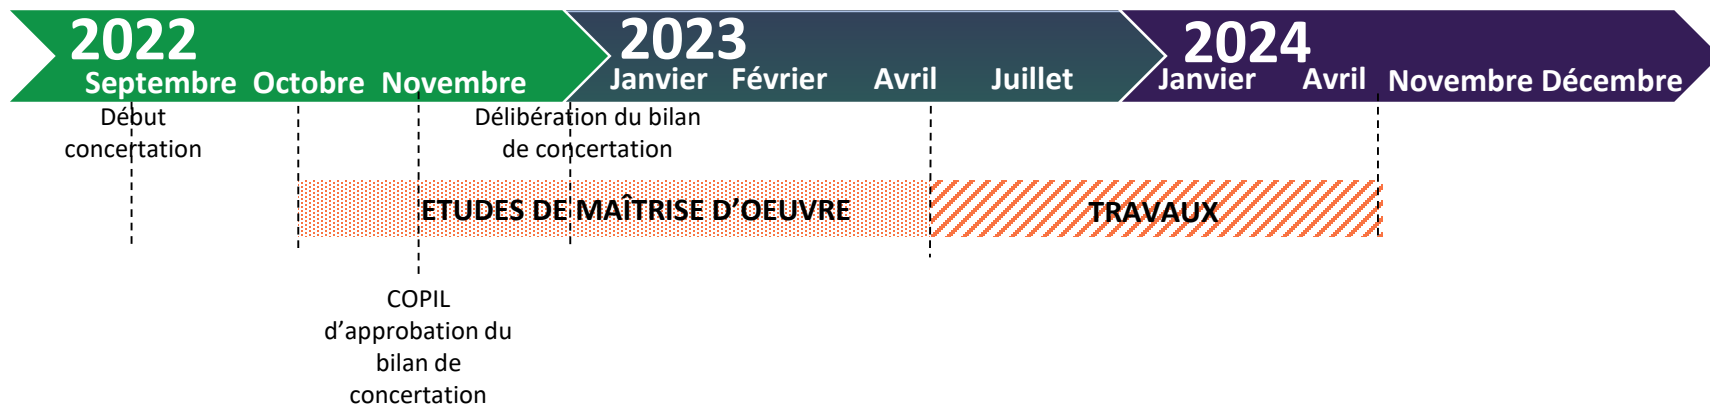 2022
Septembre Octobre Novembre
2023
Janvier Février Avril Juillet
2024
Janvier Avril Novembre Décembre
Début
concertation
Délibération du bilan
de concertation
ETUDES DE MAÎTRISE D'OEUVRE
TRAVAUX
COPIL
d'approbation du
bilan de
concertation